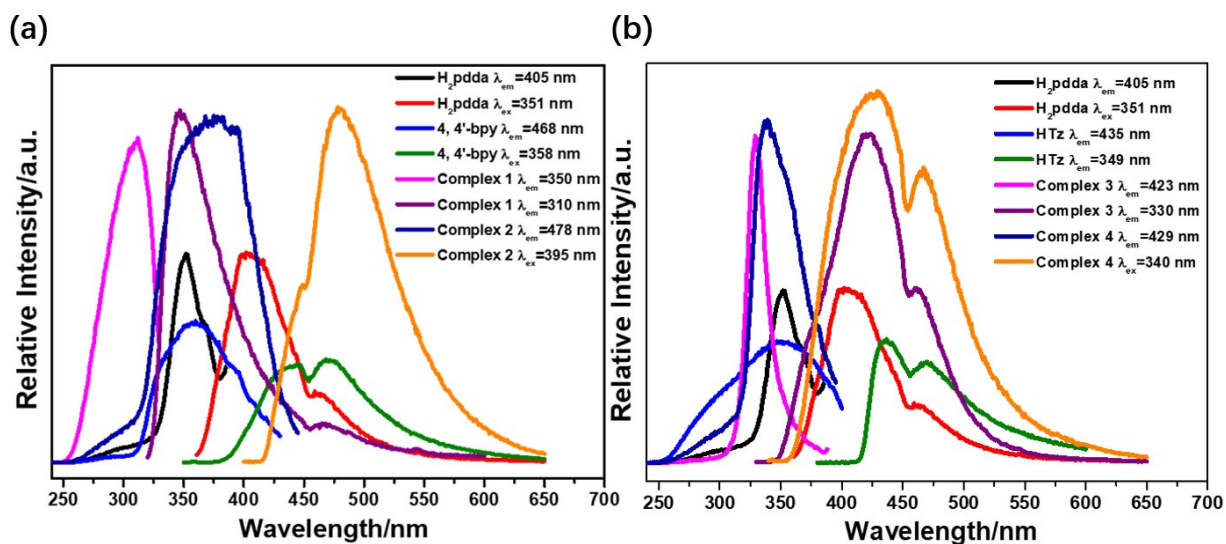 (a)
Relative Intensity/a.u.
H₂pdda λem=405 nm
H₂pdda λex=351 nm
4, 4'-bpy λem=468 nm
4, 4'-bpy λex=358 nm
Complex 1 λem=350 nm
Complex 1 λem=310 nm
Complex 2 λem=478 nm
Complex 2 λex=395 nm
250 300 350 400 450 500 550 600 650 700
Wavelength/nm
(b)
Relative Intensity/a.u.
H₂pdda λem=405 nm
H₂pdda λex=351 nm
HTz λem=435 nm
HTz λem=349 nm
Complex 3 λem=423 nm
Complex 3 λem=330 nm
Complex 4 λem=429 nm
Complex 4 λex=340 nm
250 300 350 400 450 500 550 600 650 700
Wavelength/nm